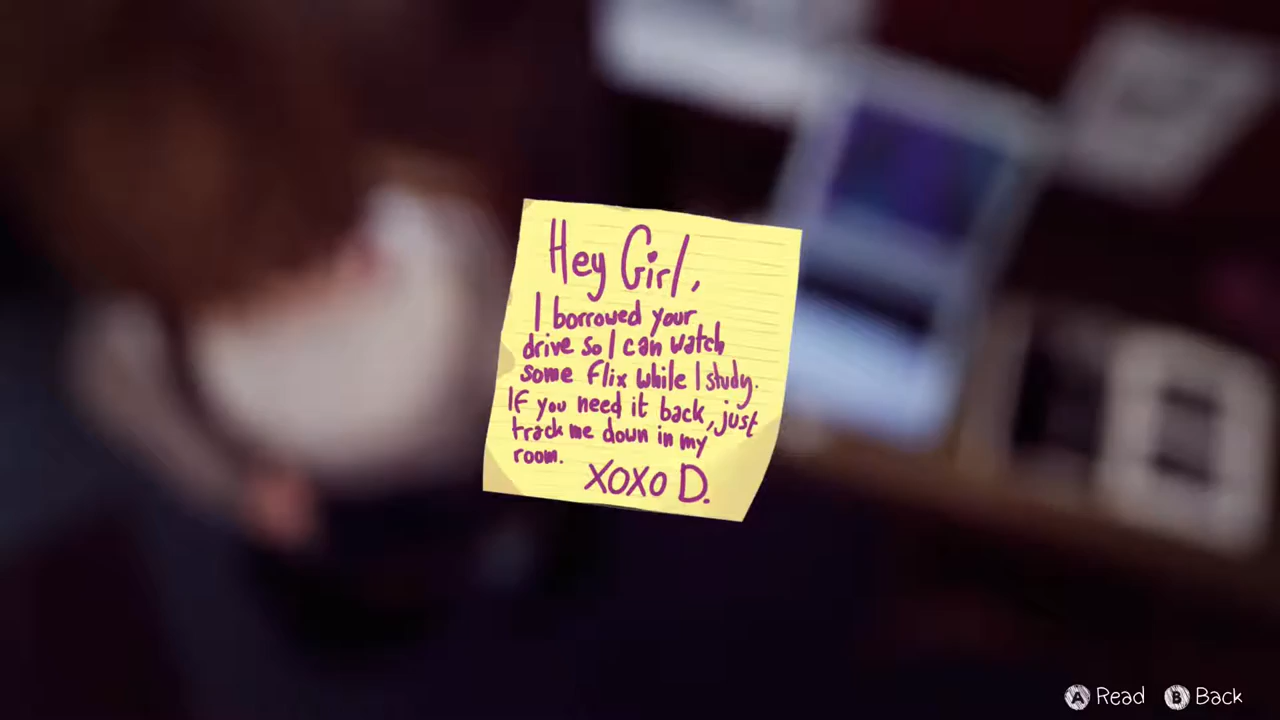 Hey Girl,
I borrowed your
drive so I can watch
some Flix while I study.
If you need it back, just
track me down in my
room.
XOXO D.
A Read B Back